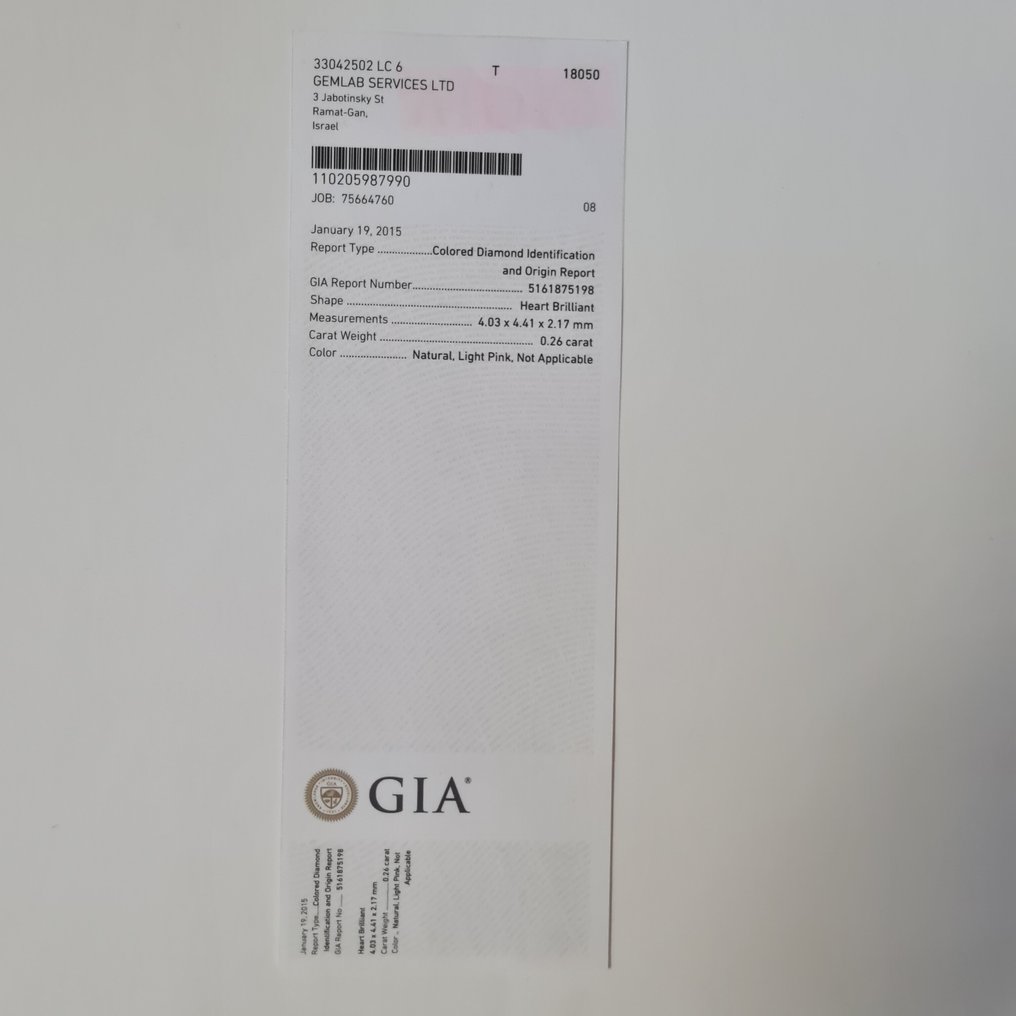 33042502 LC 6 T 18050
GEMLAB SERVICES LTD
3 Jabotinsky St
Ramat-Gan,
Israel
110205987990
JOB: 75664760
08
January 19, 2015
Report Type ...................Colored Diamond Identification
and Origin Report
GIA Report Number...................................... 5161875198
Shape ......................................................... Heart Brilliant
Measurements ............................ 4.03 x 4.41 x 2.17 mm
Carat Weight ..................................................... 0.26 carat
Color ....................... Natural, Light Pink, Not Applicable
GIA®
January 19, 2015
Report Type....Colored Diamond
Identification and Origin Report
GIA Report No ___ 5161875198
Heart Brilliant
4.03 x 4.41 x 2.17 mm
Carat Weight ________0.26 carat
Color _ Natural, Light Pink, Not
Applicable